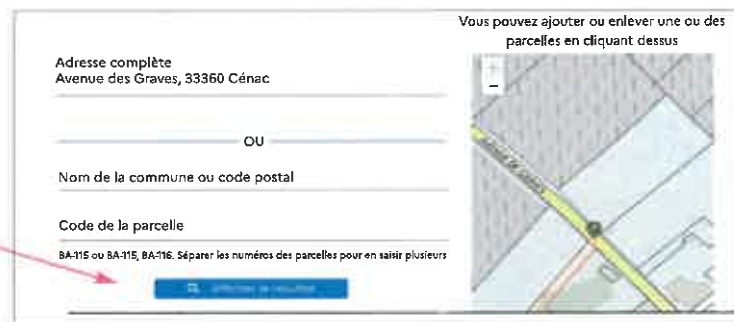 Vous pouvez ajouter ou enlever une ou des
parcelles en cliquant dessus
Adresse complète
Avenue des Graves, 33360 Cénac
OU
Nom de la commune ou code postal
Code de la parcelle
BA-115 ou BA-115, BA-116. Séparer les numéros des parcelles pour en saisir plusieurs
+
−